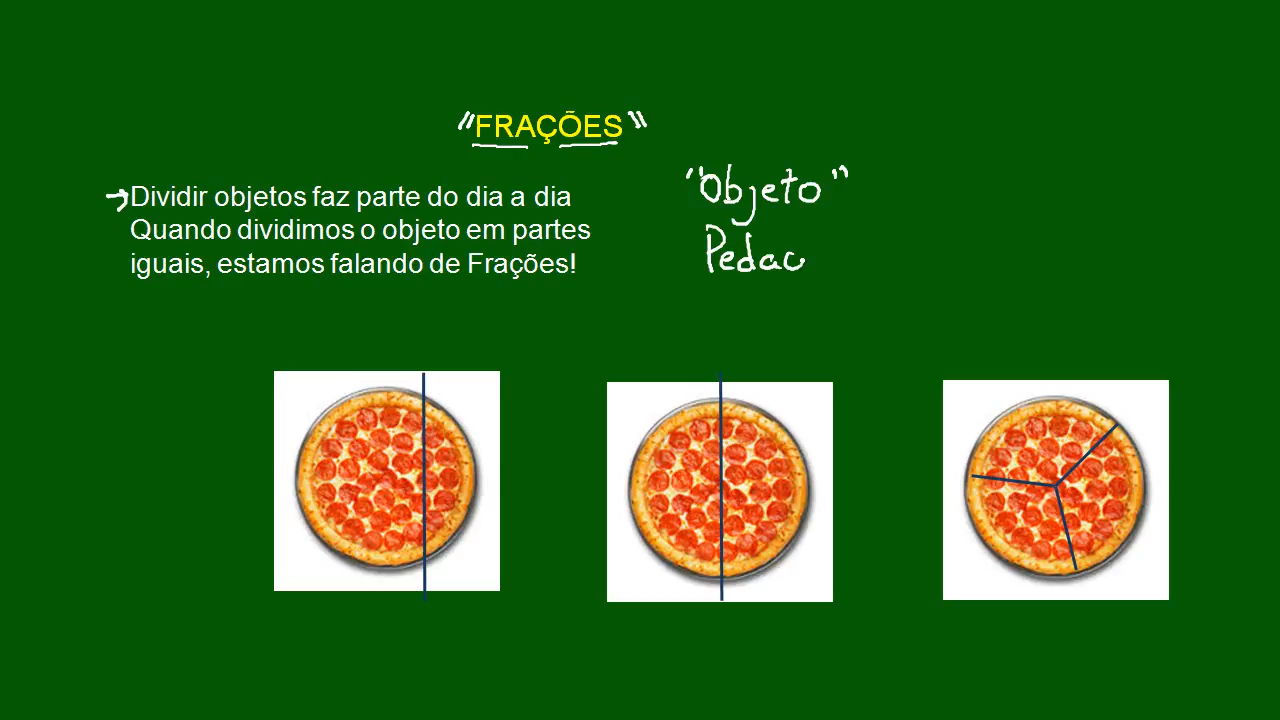 "FRAÇÕES"
Dividir objetos faz parte do dia a dia
Quando dividimos o objeto em partes
iguais, estamos falando de Frações!
"Objeto"
Pedac